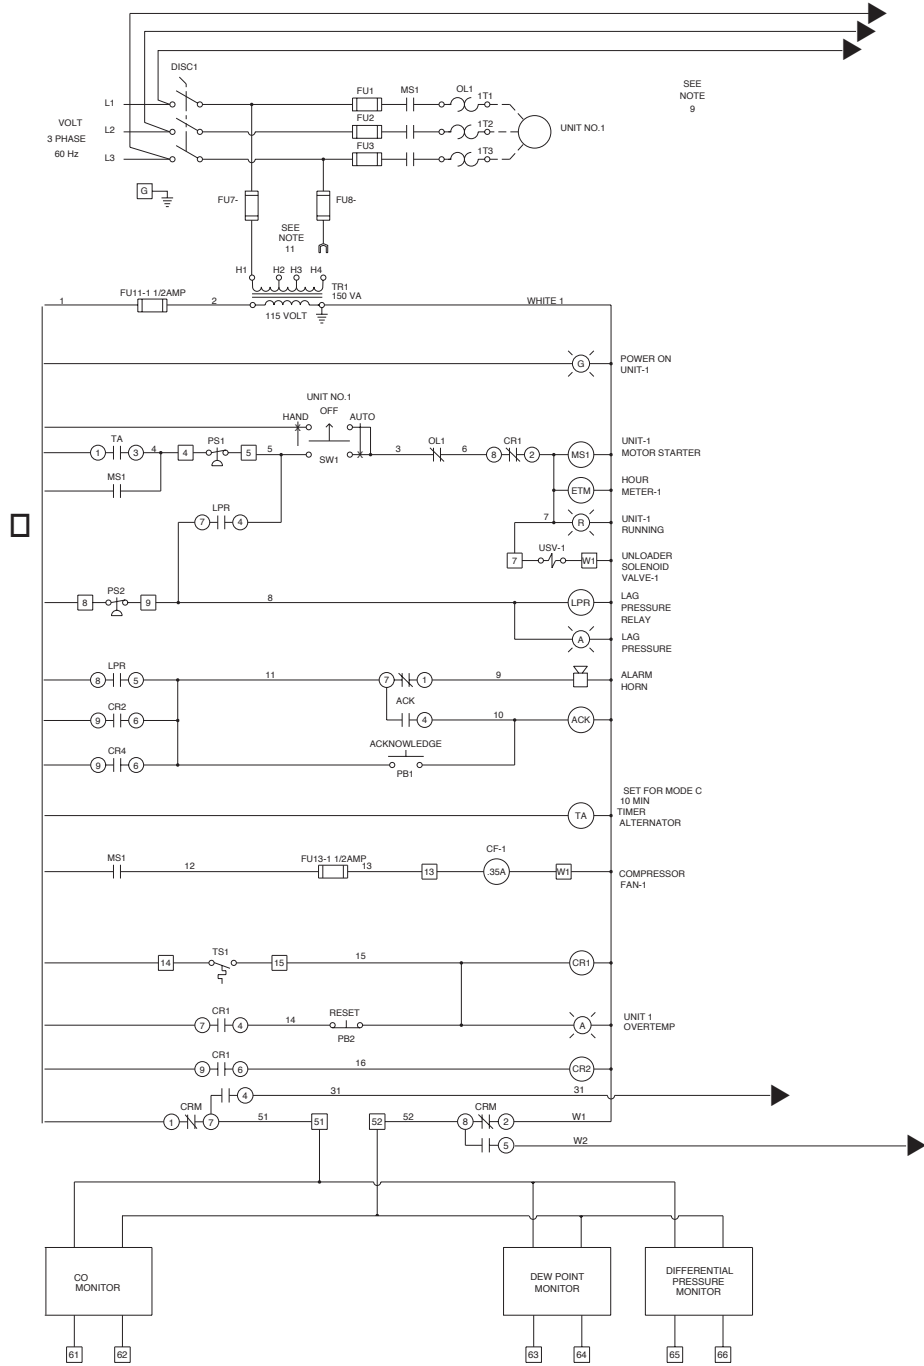 DISC1
FU1
MS1
OL1
1T1
SEE
NOTE
9
L1
VOLT
3 PHASE
60 Hz
FU2
1T2
UNIT NO.1
L2
FU3
1T3
L3
G
FU7-
FU8-
SEE
NOTE
11
H1
H2
H3
H4
TR1
150 VA
1
FU11-1 1/2AMP
2
WHITE 1
115 VOLT
G
POWER ON
UNIT-1
UNIT NO.1
HAND
OFF
AUTO
1
TA
3
4
4
PS1
5
5
SW1
3
OL1
6
8
CR1
2
MS1
UNIT-1
MOTOR STARTER
MS1
ETM
HOUR
METER-1
7
LPR
4
7
R
UNIT-1
RUNNING
7
USV-1
W1
UNLOADER
SOLENOID
VALVE-1
8
PS2
9
8
LPR
LAG
PRESSURE
RELAY
A
LAG
PRESSURE
8
LPR
5
11
7
1
9
ALARM
HORN
ACK
9
CR2
6
4
10
ACK
ACKNOWLEDGE
9
CR4
6
PB1
SET FOR MODE C
10 MIN
TIMER
ALTERNATOR
TA
MS1
12
FU13-1 1/2AMP
13
13
CF-1
.35A
W1
COMPRESSOR
FAN-1
14
TS1
15
15
CR1
7
CR1
4
14
RESET
PB2
A
UNIT 1
OVERTEMP
9
CR1
6
16
CR2
4
31
31
1
CRM
7
51
51
52
52
8
CRM
2
W1
5
W2
CO
MONITOR
DEW POINT
MONITOR
DIFFERENTIAL
PRESSURE
MONITOR
61
62
63
64
65
66